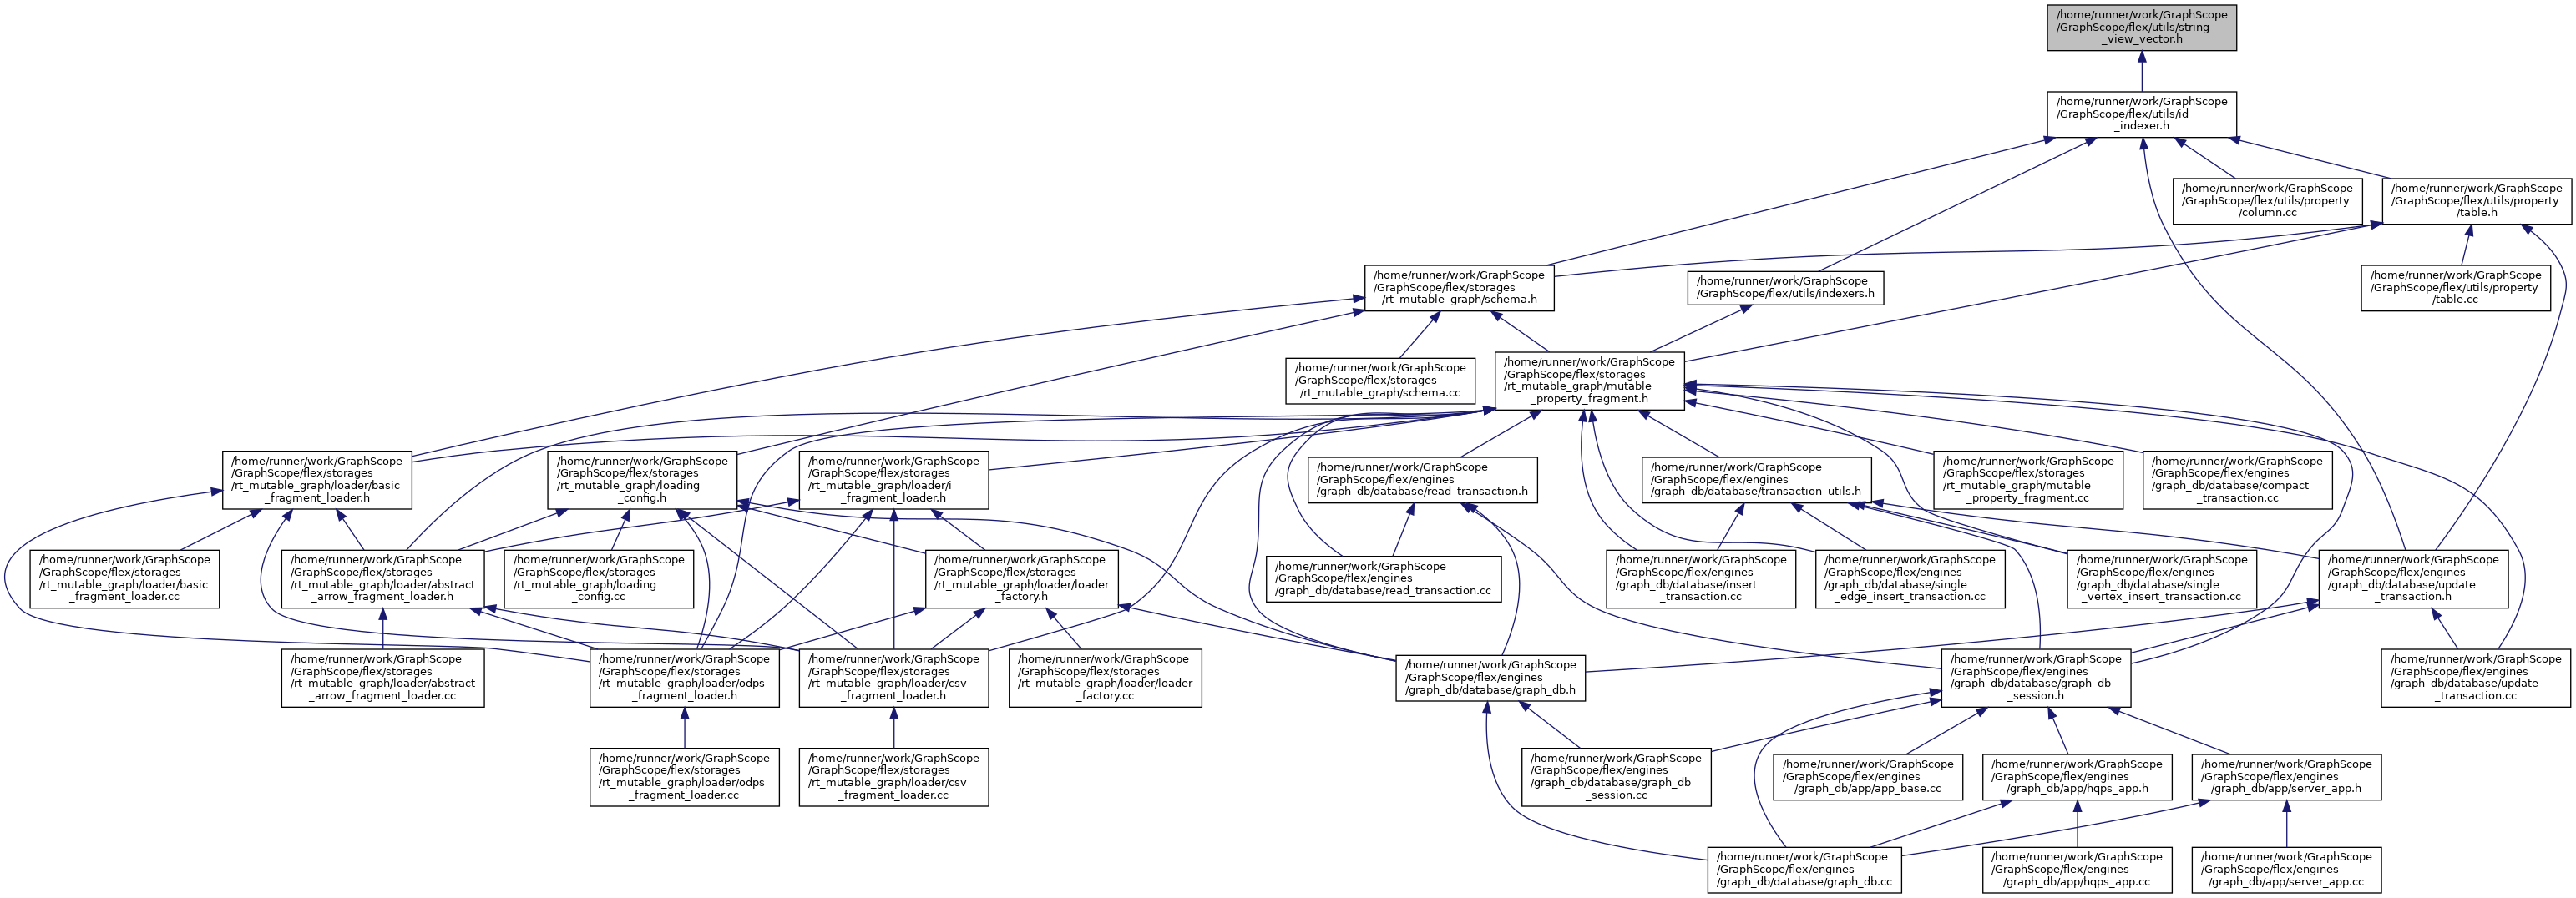 /home/runner/work/GraphScope
/GraphScope/flex/utils/string
_view_vector.h
/home/runner/work/GraphScope
/GraphScope/flex/utils/id
_indexer.h
/home/runner/work/GraphScope
/GraphScope/flex/utils/property
/column.cc
/home/runner/work/GraphScope
/GraphScope/flex/utils/property
/table.h
/home/runner/work/GraphScope
/GraphScope/flex/storages
/rt_mutable_graph/schema.h
/home/runner/work/GraphScope
/GraphScope/flex/utils/indexers.h
/home/runner/work/GraphScope
/GraphScope/flex/utils/property
/table.cc
/home/runner/work/GraphScope
/GraphScope/flex/storages
/rt_mutable_graph/schema.cc
/home/runner/work/GraphScope
/GraphScope/flex/storages
/rt_mutable_graph/mutable
_property_fragment.h
/home/runner/work/GraphScope
/GraphScope/flex/storages
/rt_mutable_graph/loader/basic
_fragment_loader.h
/home/runner/work/GraphScope
/GraphScope/flex/storages
/rt_mutable_graph/loading
_config.h
/home/runner/work/GraphScope
/GraphScope/flex/storages
/rt_mutable_graph/loader/i
_fragment_loader.h
/home/runner/work/GraphScope
/GraphScope/flex/engines
/graph_db/database/read_transaction.h
/home/runner/work/GraphScope
/GraphScope/flex/engines
/graph_db/database/transaction_utils.h
/home/runner/work/GraphScope
/GraphScope/flex/storages
/rt_mutable_graph/mutable
_property_fragment.cc
/home/runner/work/GraphScope
/GraphScope/flex/engines
/graph_db/database/compact
_transaction.cc
/home/runner/work/GraphScope
/GraphScope/flex/storages
/rt_mutable_graph/loader/basic
_fragment_loader.cc
/home/runner/work/GraphScope
/GraphScope/flex/storages
/rt_mutable_graph/loader/abstract
_arrow_fragment_loader.h
/home/runner/work/GraphScope
/GraphScope/flex/storages
/rt_mutable_graph/loading
_config.cc
/home/runner/work/GraphScope
/GraphScope/flex/storages
/rt_mutable_graph/loader/loader
_factory.h
/home/runner/work/GraphScope
/GraphScope/flex/engines
/graph_db/database/read_transaction.cc
/home/runner/work/GraphScope
/GraphScope/flex/engines
/graph_db/database/insert
_transaction.cc
/home/runner/work/GraphScope
/GraphScope/flex/engines
/graph_db/database/single
_edge_insert_transaction.cc
/home/runner/work/GraphScope
/GraphScope/flex/engines
/graph_db/database/single
_vertex_insert_transaction.cc
/home/runner/work/GraphScope
/GraphScope/flex/engines
/graph_db/database/update
_transaction.h
/home/runner/work/GraphScope
/GraphScope/flex/storages
/rt_mutable_graph/loader/abstract
_arrow_fragment_loader.cc
/home/runner/work/GraphScope
/GraphScope/flex/storages
/rt_mutable_graph/loader/odps
_fragment_loader.h
/home/runner/work/GraphScope
/GraphScope/flex/storages
/rt_mutable_graph/loader/csv
_fragment_loader.h
/home/runner/work/GraphScope
/GraphScope/flex/storages
/rt_mutable_graph/loader/loader
_factory.cc
/home/runner/work/GraphScope
/GraphScope/flex/engines
/graph_db/database/graph_db.h
/home/runner/work/GraphScope
/GraphScope/flex/engines
/graph_db/database/graph_db
_session.h
/home/runner/work/GraphScope
/GraphScope/flex/engines
/graph_db/database/update
_transaction.cc
/home/runner/work/GraphScope
/GraphScope/flex/storages
/rt_mutable_graph/loader/odps
_fragment_loader.cc
/home/runner/work/GraphScope
/GraphScope/flex/storages
/rt_mutable_graph/loader/csv
_fragment_loader.cc
/home/runner/work/GraphScope
/GraphScope/flex/engines
/graph_db/database/graph_db
_session.cc
/home/runner/work/GraphScope
/GraphScope/flex/engines
/graph_db/app/app_base.cc
/home/runner/work/GraphScope
/GraphScope/flex/engines
/graph_db/app/hqps_app.h
/home/runner/work/GraphScope
/GraphScope/flex/engines
/graph_db/app/server_app.h
/home/runner/work/GraphScope
/GraphScope/flex/engines
/graph_db/database/graph_db.cc
/home/runner/work/GraphScope
/GraphScope/flex/engines
/graph_db/app/hqps_app.cc
/home/runner/work/GraphScope
/GraphScope/flex/engines
/graph_db/app/server_app.cc